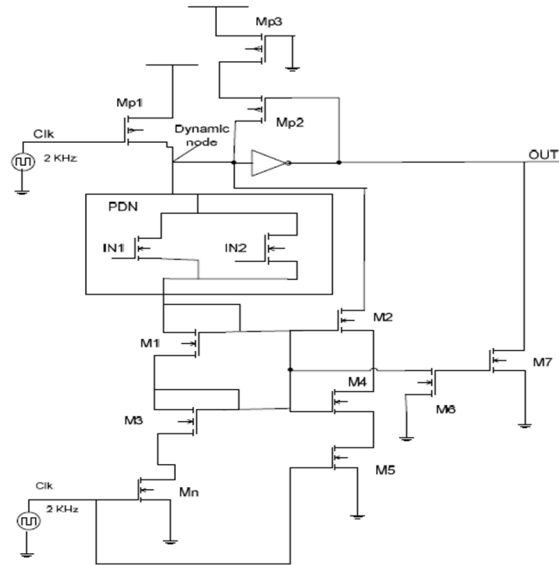 Mp3
Mp1
Mp2
Clk
Dynamic
node
2 KHz
OUT
PDN
IN1
IN2
M2
M1
M7
M4
M6
M3
M5
Clk
Mn
2 KHz